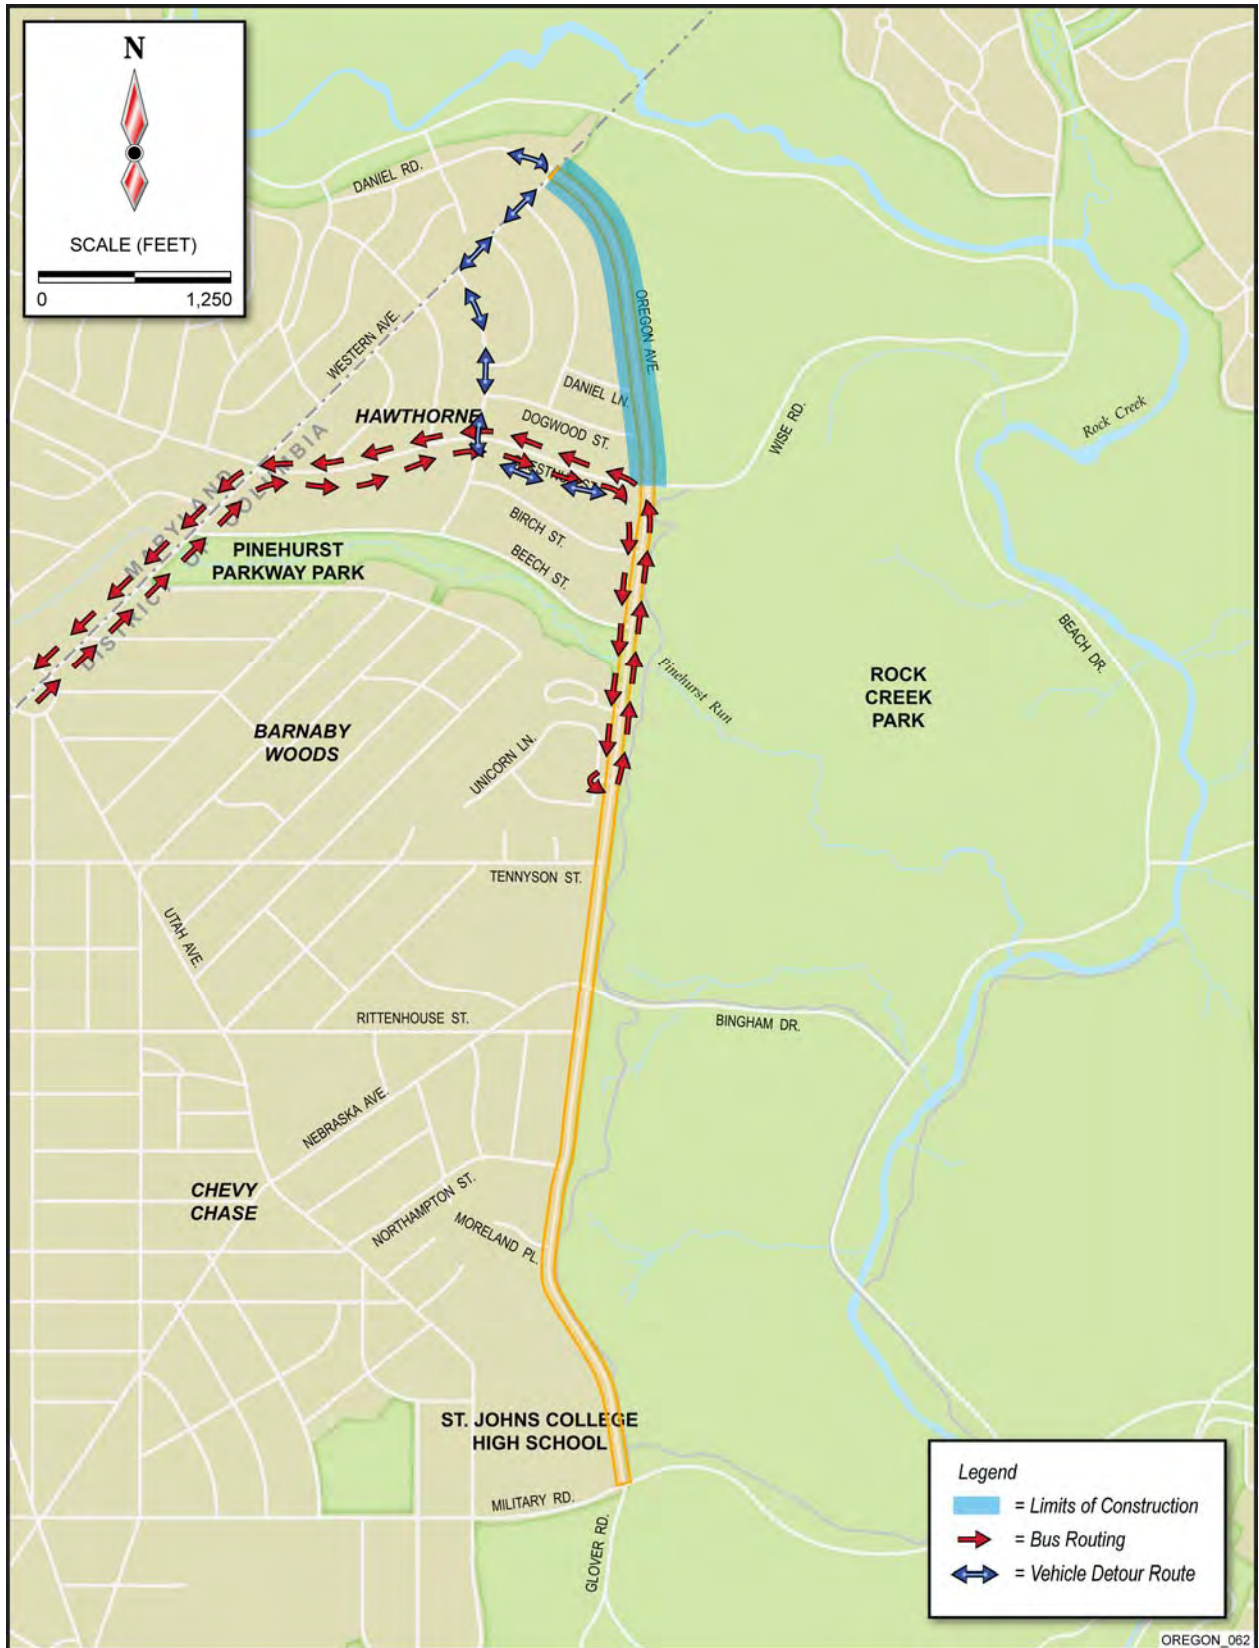 N
SCALE (FEET)
0 1,250
DANIEL RD.
WESTERN AVE.
OREGON AVE.
DANIEL LN.
HAWTHORNE
DOGWOOD ST.
WISE RD.
Rock Creek
MARYLAND
DISTRICT OF COLUMBIA
BIRCH ST.
BEECH ST.
PINEHURST
PARKWAY PARK
BEACH DR.
Pinehurst Run
ROCK
CREEK
PARK
BARNABY
WOODS
UNICORN LN.
TENNYSON ST.
UTAH AVE.
RITTENHOUSE ST.
BINGHAM DR.
NEBRASKA AVE.
CHEVY
CHASE
NORTHAMPTON ST.
MORELAND PL.
ST. JOHNS COLLEGE
HIGH SCHOOL
MILITARY RD.
GLOVER RD.
Legend
= Limits of Construction
= Bus Routing
= Vehicle Detour Route
OREGON_062